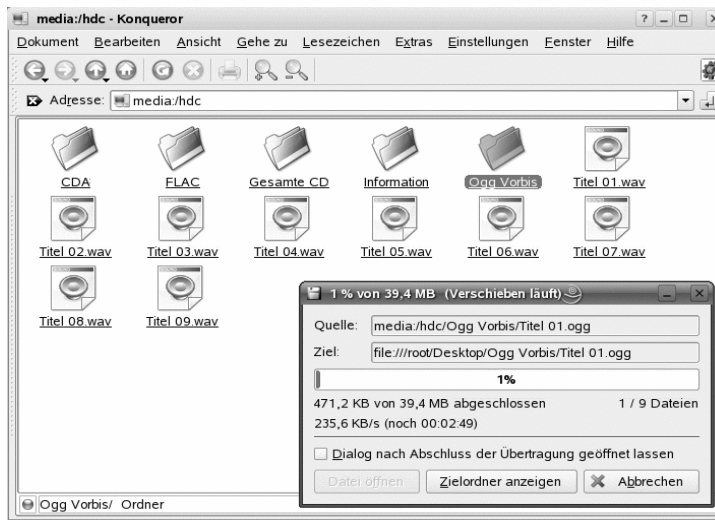 media:/hdc - Konqueror
Dokument Bearbeiten Ansicht Gehe zu Lesezeichen Extras Einstellungen Fenster Hilfe
Adresse: media:/hdc
CDA FLAC Gesamte CD Information Ogg Vorbis Titel 01.wav
Titel 02.wav Titel 03.wav Titel 04.wav Titel 05.wav Titel 06.wav Titel 07.wav
Titel 08.wav Titel 09.wav
1 % von 39,4 MB (Verschieben läuft)
Quelle: media:/hdc/Ogg Vorbis/Titel 01.ogg
Ziel: file:///root/Desktop/Ogg Vorbis/Titel 01.ogg
1%
471,2 KB von 39,4 MB abgeschlossen 1 / 9 Dateien
235,6 KB/s (noch 00:02:49)
Dialog nach Abschluss der Übertragung geöffnet lassen
Datei öffnen Zielordner anzeigen Abbrechen
Ogg Vorbis/ Ordner